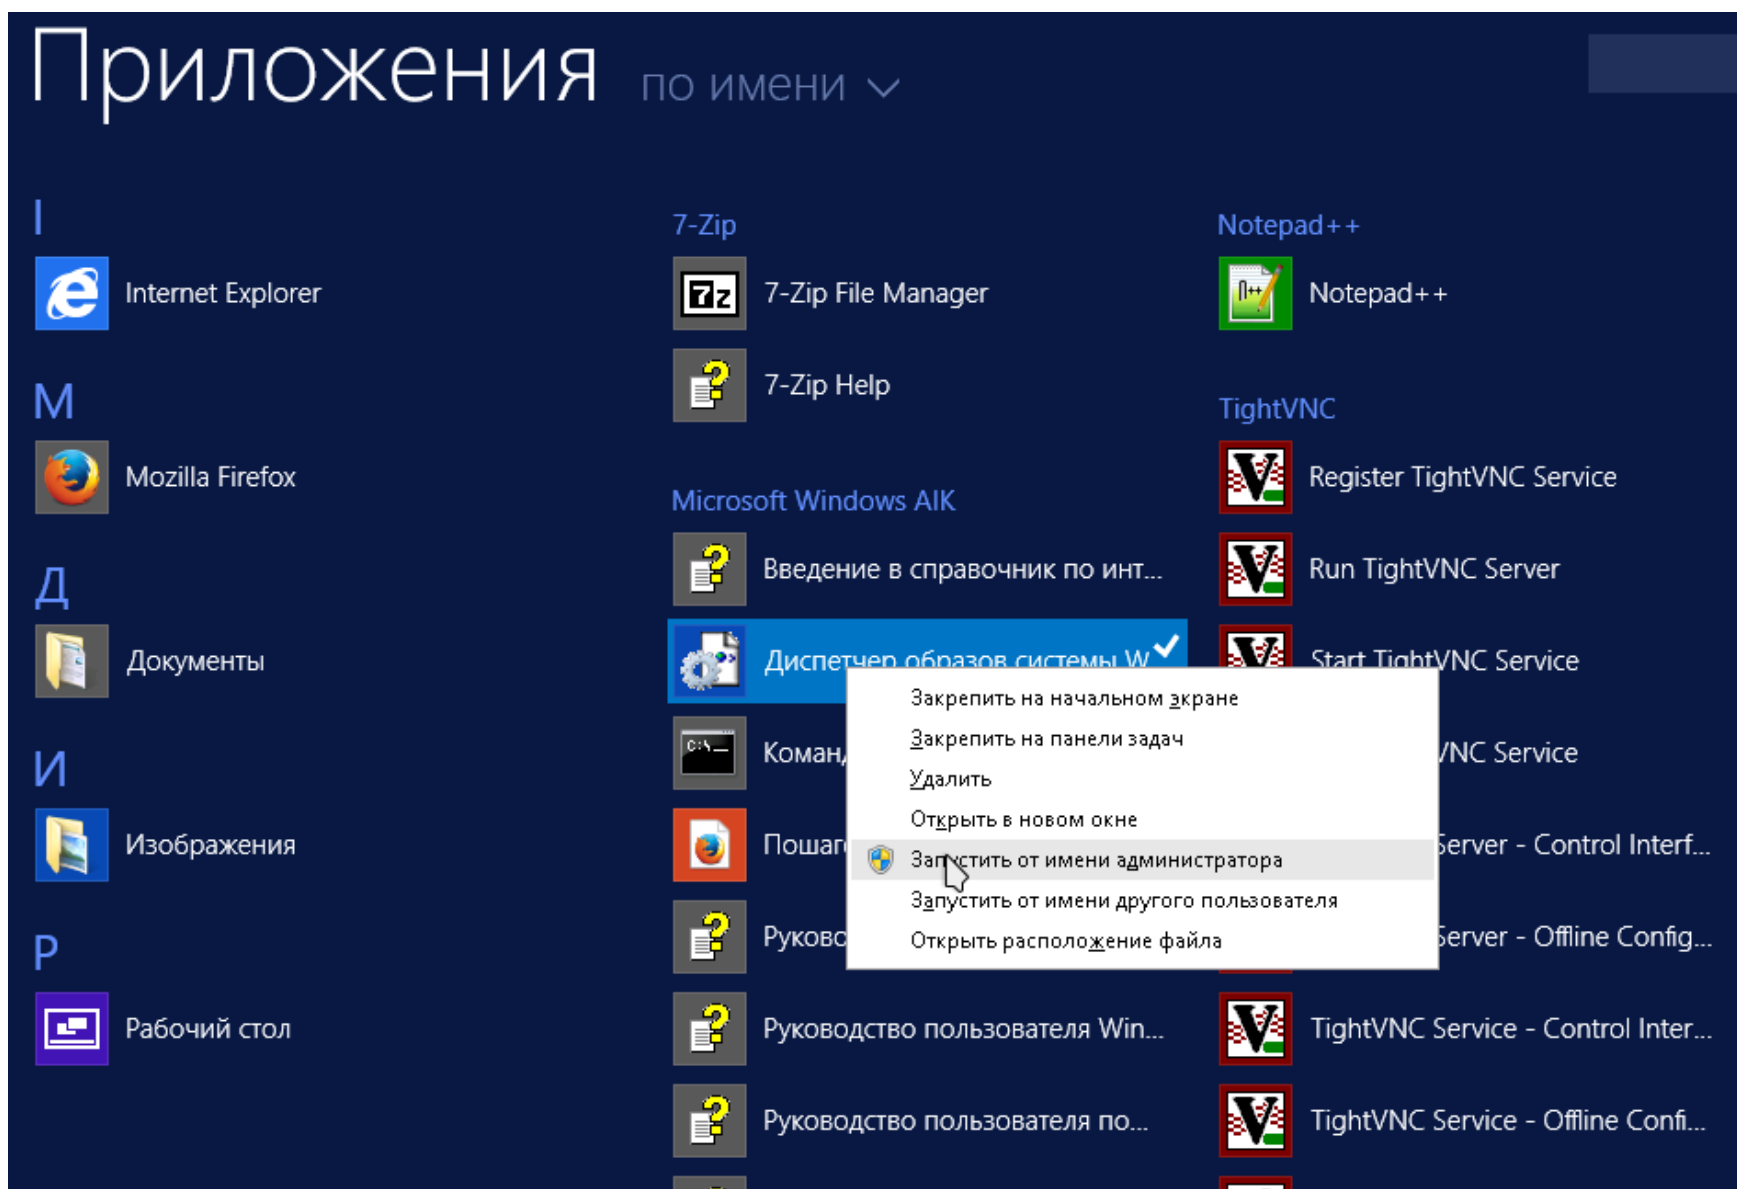 Приложения по имени
I
Internet Explorer
M
Mozilla Firefox
Д
Документы
И
Изображения
Р
Рабочий стол
7-Zip
7-Zip File Manager
7-Zip Help
Microsoft Windows AIK
Введение в справочник по инт...
Диспетчер образов системы W
Коман
Пошаг
Руково
Руководство пользователя Win...
Руководство пользователя по...
Закрепить на начальном экране
Закрепить на панели задач
Удалить
Открыть в новом окне
Запустить от имени администратора
Запустить от имени другого пользователя
Открыть расположение файла
Notepad++
Notepad++
TightVNC
Register TightVNC Service
Run TightVNC Server
Start TightVNC Service
VNC Service
Server - Control Interf...
Server - Offline Config...
TightVNC Service - Control Inter...
TightVNC Service - Offline Confi...